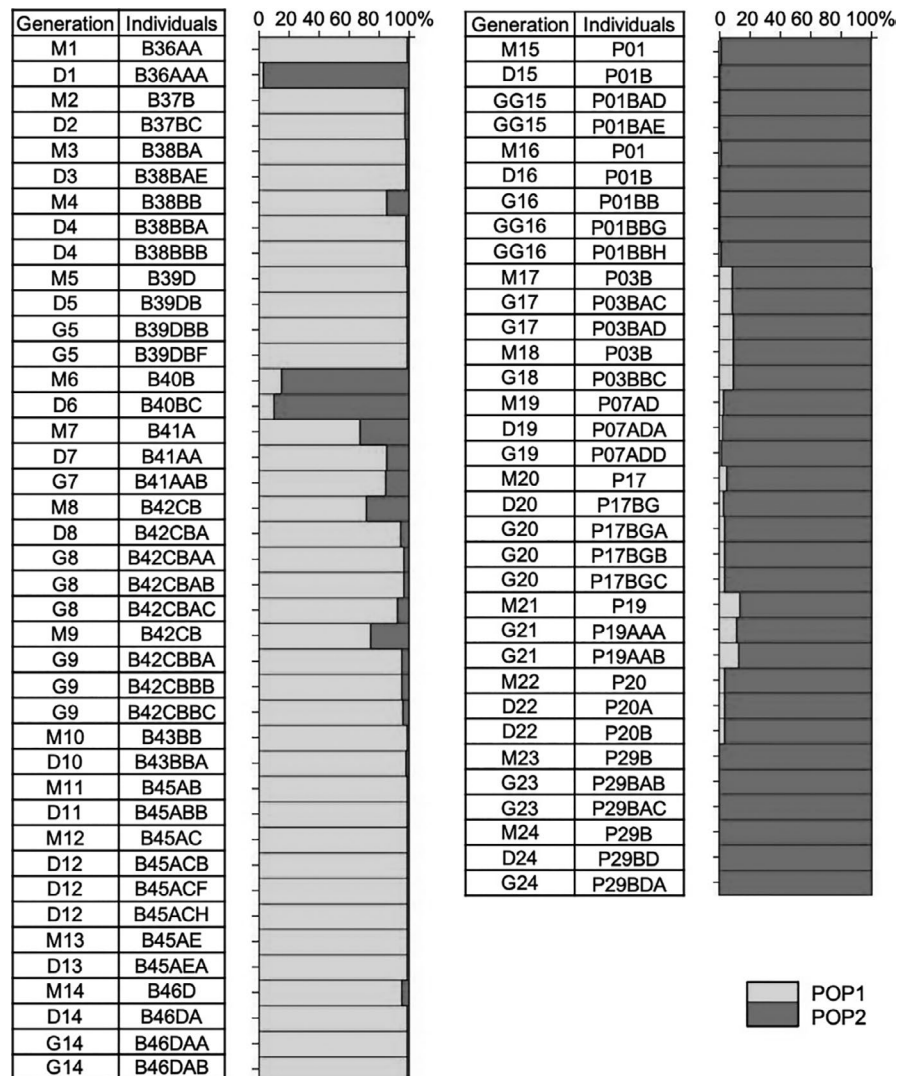 Generation Individuals 0 20 40 60 80 100%
M1 B36AA
D1 B36AAA
M2 B37B
D2 B37BC
M3 B38BA
D3 B38BAE
M4 B38BB
D4 B38BBA
D4 B38BBB
M5 B39D
D5 B39DB
G5 B39DBB
G5 B39DBF
M6 B40B
D6 B40BC
M7 B41A
D7 B41AA
G7 B41AAB
M8 B42CB
D8 B42CBA
G8 B42CBAA
G8 B42CBAB
G8 B42CBAC
M9 B42CB
G9 B42CBBA
G9 B42CBBB
G9 B42CBBC
M10 B43BB
D10 B43BBA
M11 B45AB
D11 B45ABB
M12 B45AC
D12 B45ACB
D12 B45ACF
D12 B45ACH
M13 B45AE
D13 B45AEA
M14 B46D
D14 B46DA
G14 B46DAA
G14 B46DAB
Generation Individuals 0 20 40 60 80 100%
M15 P01
D15 P01B
GG15 P01BAD
GG15 P01BAE
M16 P01
D16 P01B
G16 P01BB
GG16 P01BBG
GG16 P01BBH
M17 P03B
G17 P03BAC
G17 P03BAD
M18 P03B
G18 P03BBC
M19 P07AD
D19 P07ADA
G19 P07ADD
M20 P17
D20 P17BG
G20 P17BGA
G20 P17BGB
G20 P17BGC
M21 P19
G21 P19AAA
G21 P19AAB
M22 P20
D22 P20A
D22 P20B
M23 P29B
G23 P29BAB
G23 P29BAC
M24 P29B
D24 P29BD
G24 P29BDA
POP1
POP2